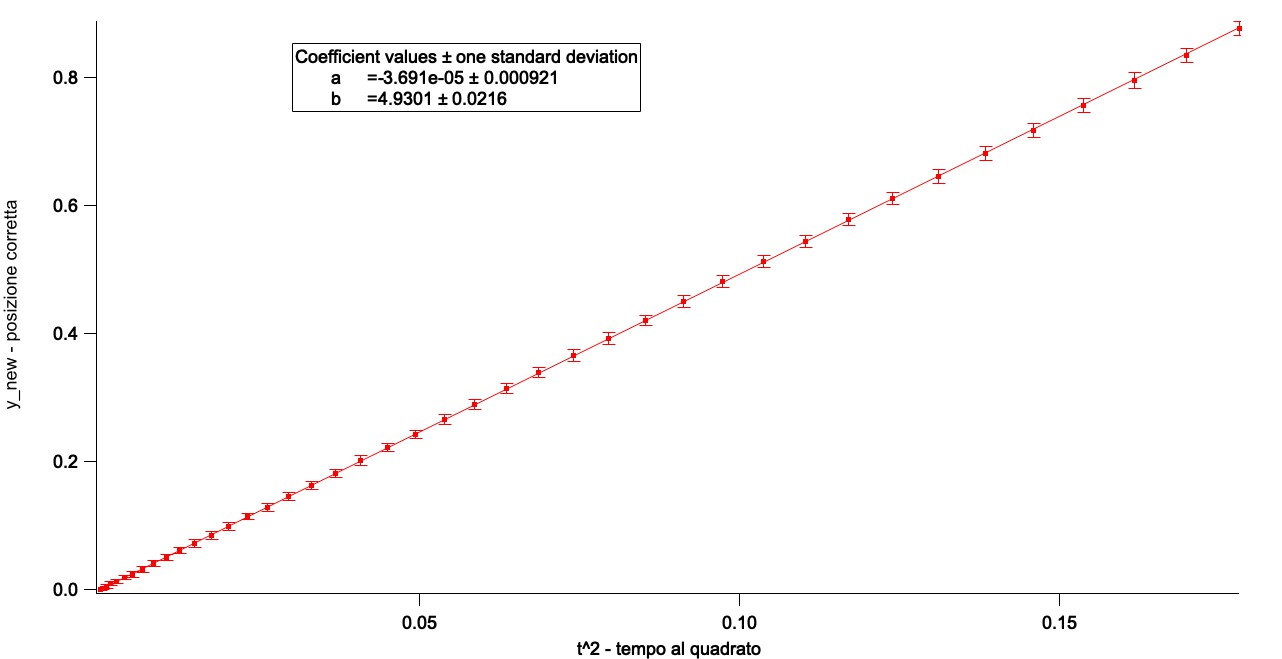 Coefficient values ± one standard deviation
a =-3.691e-05 ± 0.000921
b =4.9301 ± 0.0216
y_new - posizione corretta
0.8
0.6
0.4
0.2
0.0
0.05 0.10 0.15
t^2 - tempo al quadrato